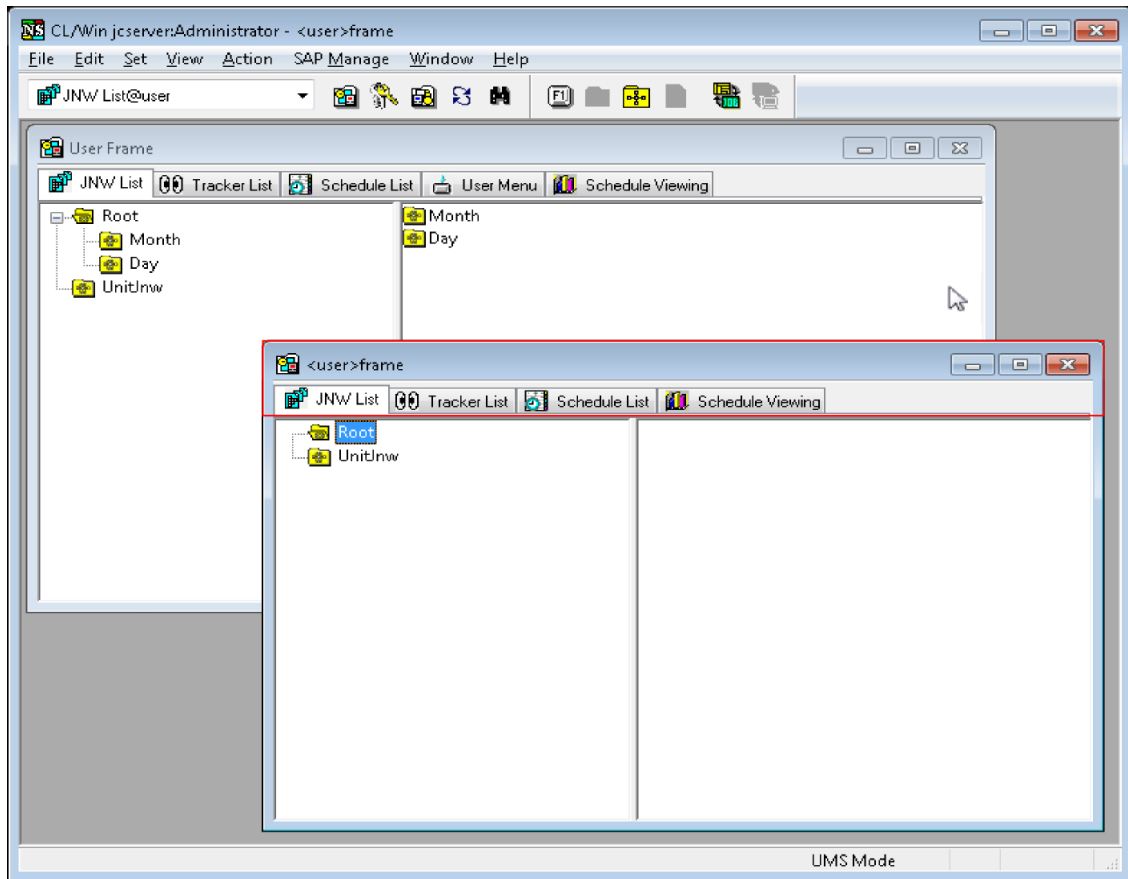 CL/Win jcserver:Administrator - <user>frame
File Edit Set View Action SAP Manage Window Help
JNW List@user
F1
JOB
User Frame
JNW List Tracker List Schedule List User Menu Schedule Viewing
Root
Month
Day
UnitJnw
Month
Day
<user>frame
JNW List Tracker List Schedule List Schedule Viewing
Root
UnitJnw
UMS Mode